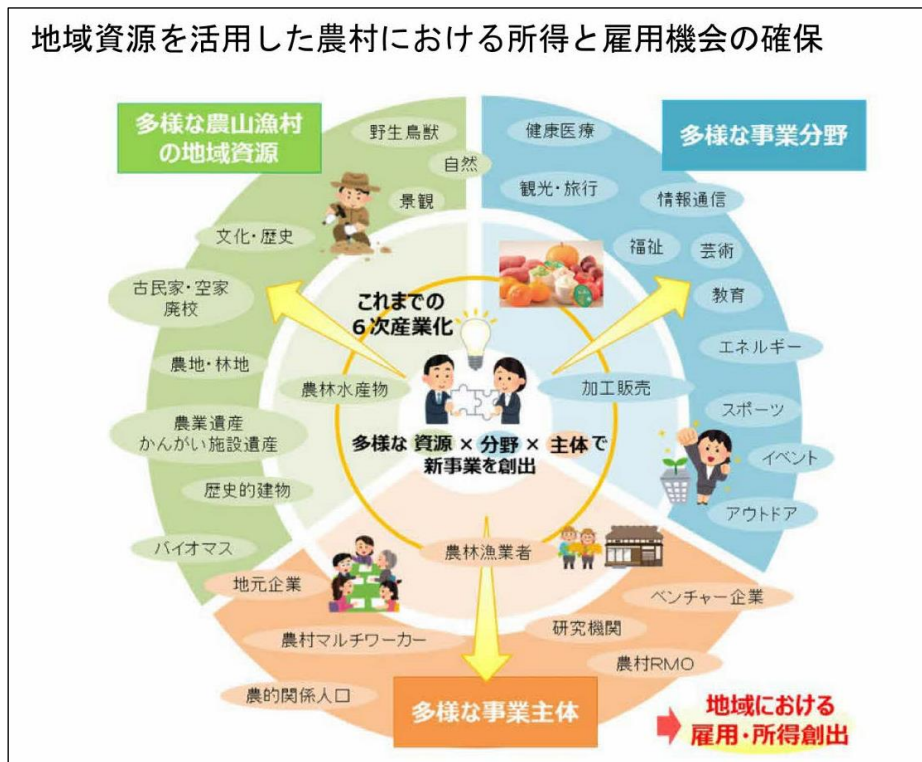 地域資源を活用した農村における所得と雇用機会の確保
多様な農山漁村
の地域資源
野生鳥獣
自然
景観
文化・歴史
古民家・空家
廃校
農地・林地
農業遺産
かんがい施設遺産
歴史的建物
バイオマス
多様な事業分野
健康医療
観光・旅行
情報通信
福祉
芸術
教育
エネルギー
スポーツ
イベント
アウトドア
これまでの
6次産業化
農林水産物
加工販売
多様な 資源 × 分野 × 主体で
新事業を創出
農林漁業者
地元企業
農村マルチワーカー
農的関係人口
ベンチャー企業
研究機関
農村RMO
多様な事業主体
地域における
雇用・所得創出